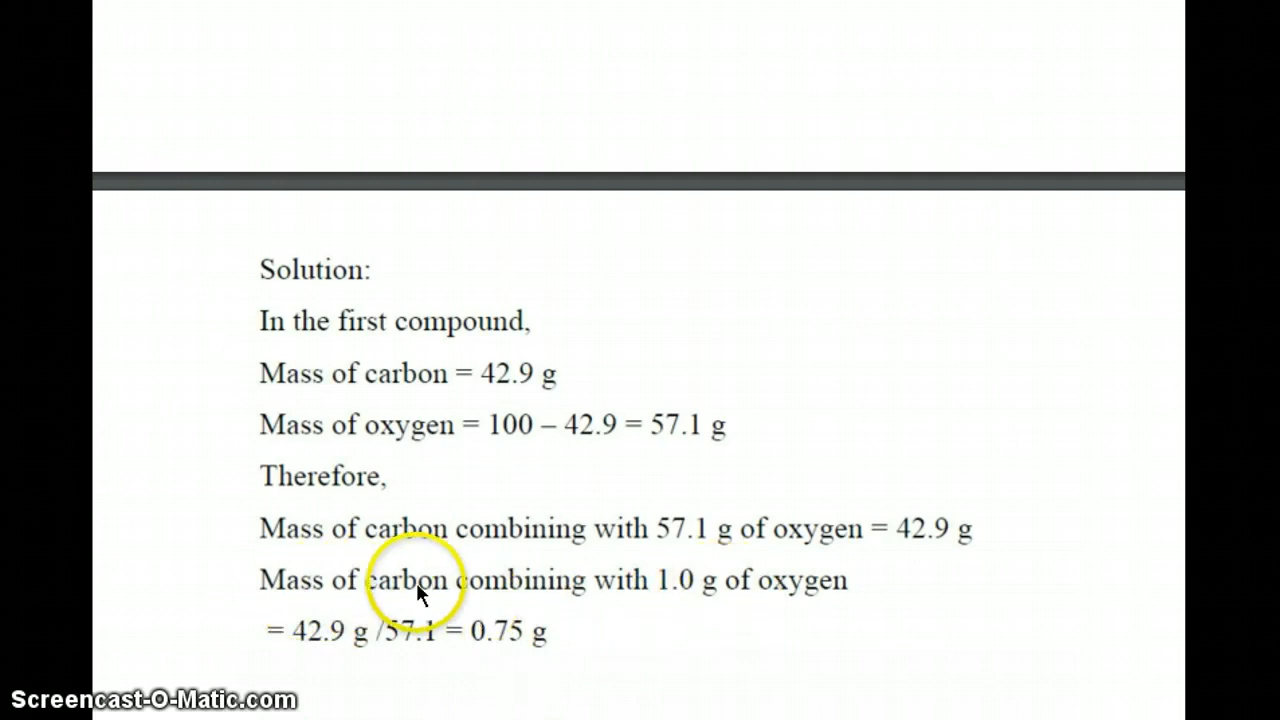 Solution:
In the first compound,
Mass of carbon = 42.9 g
Mass of oxygen = 100 – 42.9 = 57.1 g
Therefore,
Mass of carbon combining with 57.1 g of oxygen = 42.9 g
Mass of carbon combining with 1.0 g of oxygen
= 42.9 g /57.1 = 0.75 g
Screencast-O-Matic.com